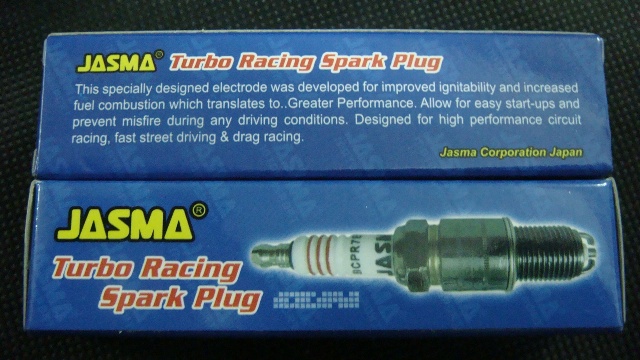 JASMA® Turbo Racing Spark Plug
This specially designed electrode was developed for improved ignitability and increased
fuel combustion which translates to..Greater Performance. Allow for easy start-ups and
prevent misfire during any driving conditions. Designed for high performance circuit
racing, fast street driving & drag racing.
Jasma Corporation Japan
JASMA®
Turbo Racing
Spark Plug
BCPR7E
JASM